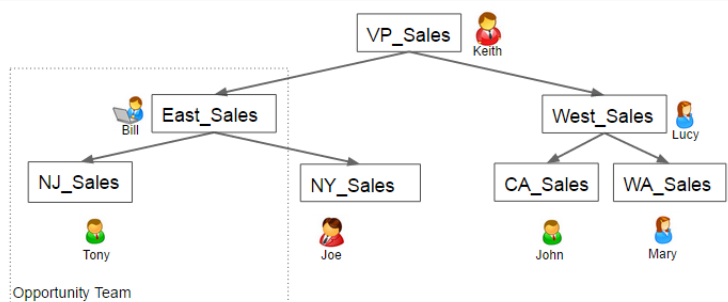 VP_Sales
Keith
East_Sales
Bill
West_Sales
Lucy
NJ_Sales
NY_Sales
CA_Sales
WA_Sales
Tony
Joe
John
Mary
Opportunity Team